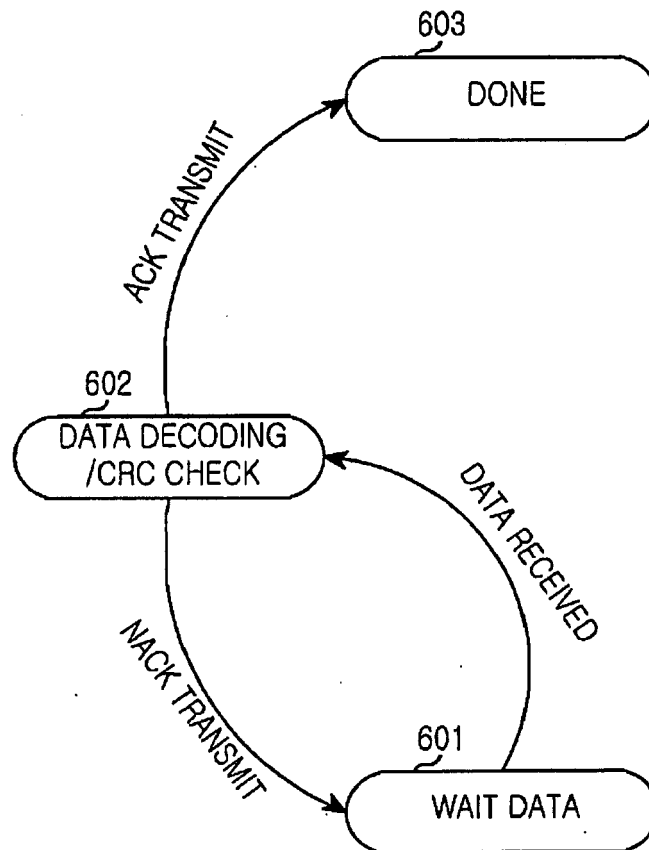 603
DONE
ACK TRANSMIT
602
DATA DECODING
/CRC CHECK
DATA RECEIVED
NACK TRANSMIT
601
WAIT DATA